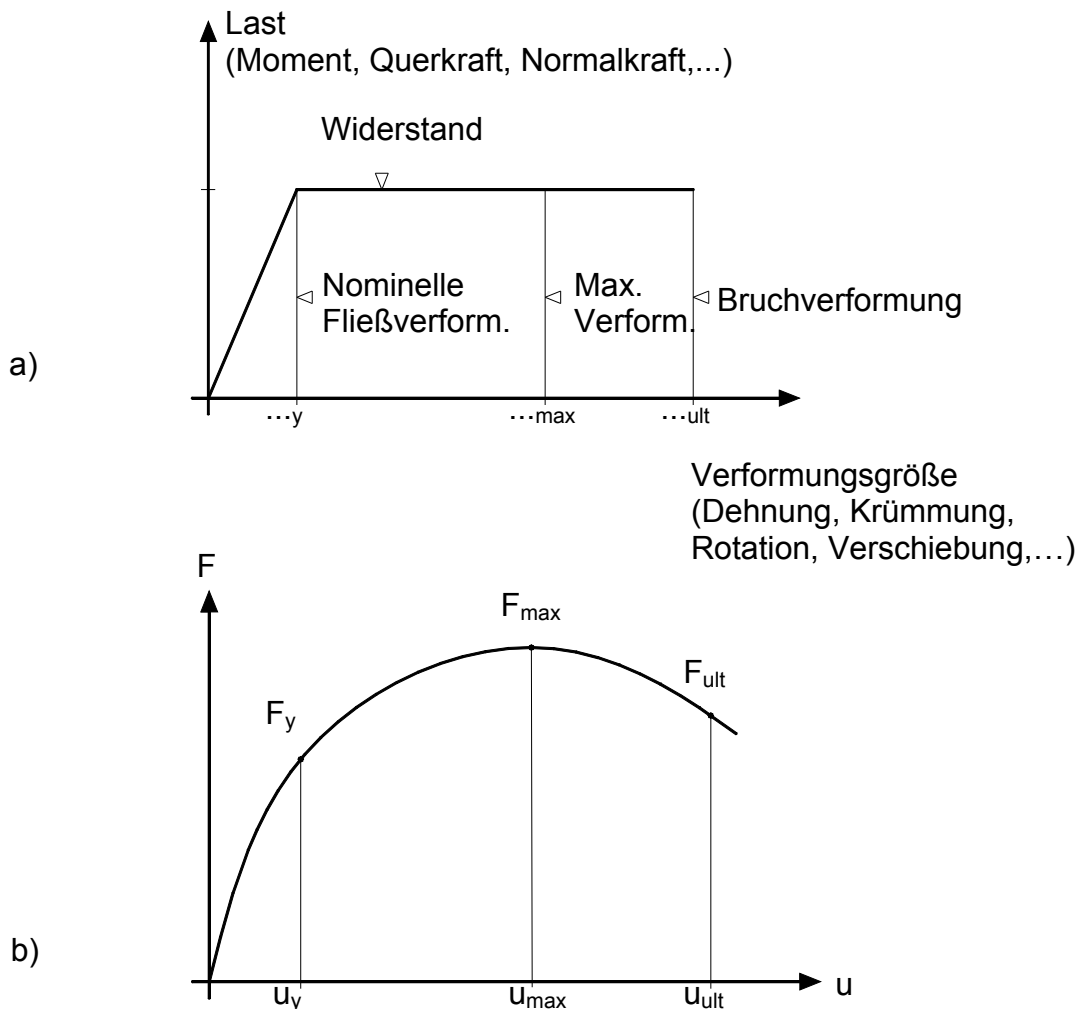 Last
(Moment, Querkraft, Normalkraft,...)
Widerstand
Nominelle
Fließverform.
Max.
Verform.
Bruchverformung
a)
...y
...max
...ult
Verformungsgröße
(Dehnung, Krümmung,
Rotation, Verschiebung,...)
F
Fmax
Fult
Fy
b)
uy
umax
uult
u